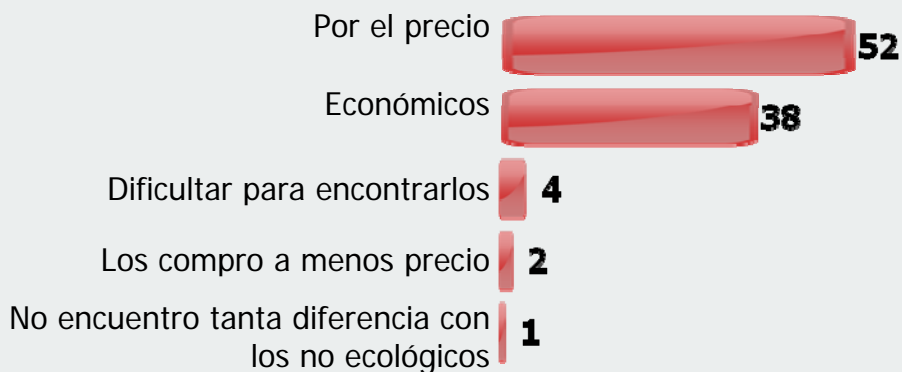 Por el precio 52
Económicos 38
Dificultar para encontrarlos 4
Los compro a menos precio 2
No encuentro tanta diferencia con
los no ecológicos 1